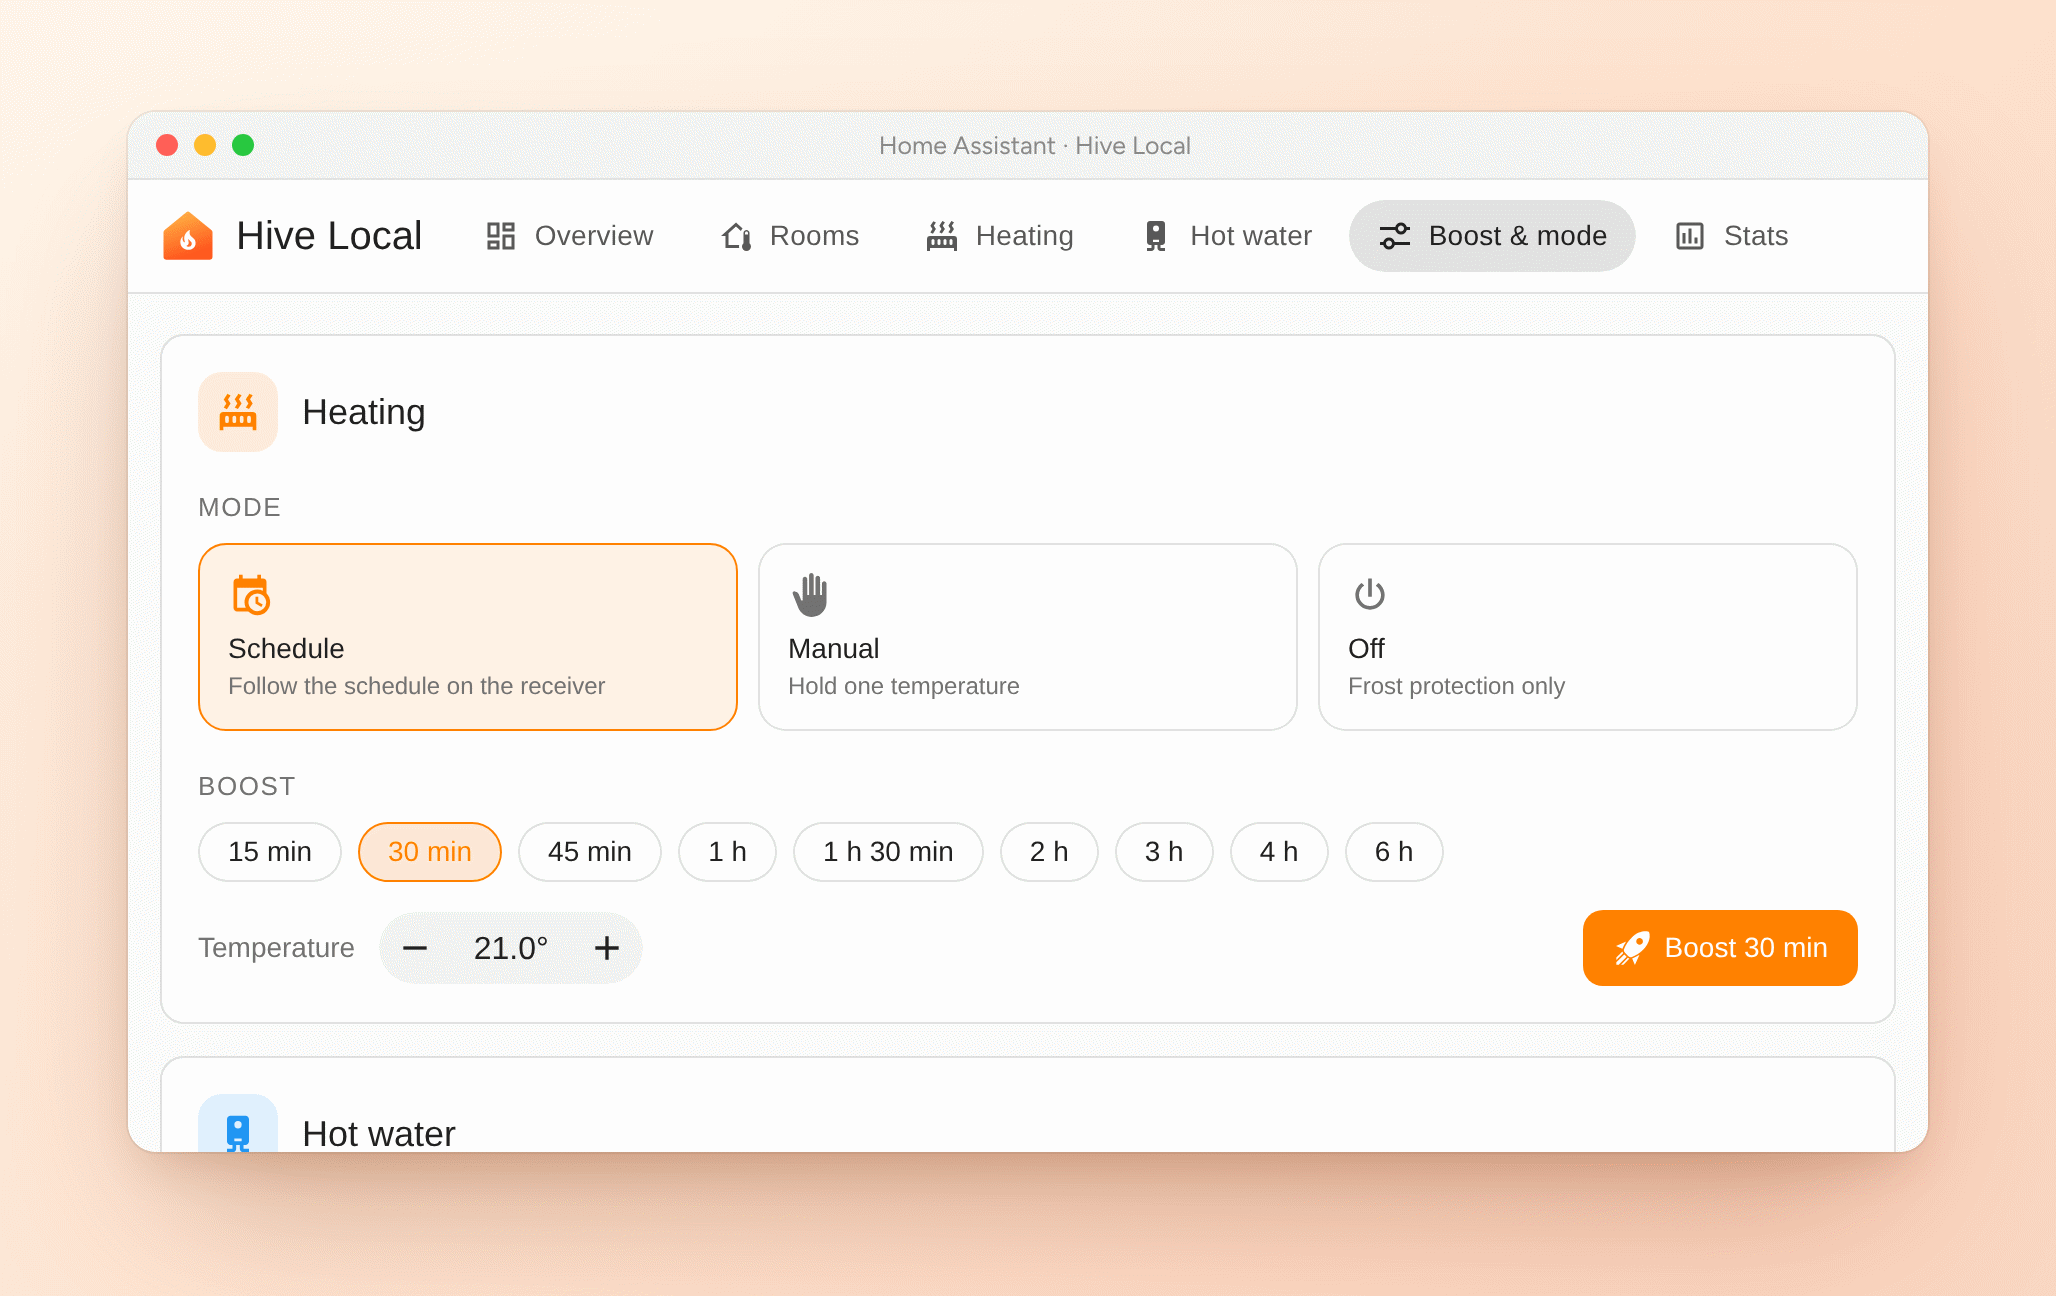 Home Assistant · Hive Local
Hive Local
Overview
Rooms
Heating
Hot water
Boost & mode
Stats
Heating
MODE
Schedule
Follow the schedule on the receiver
Manual
Hold one temperature
Off
Frost protection only
BOOST
15 min
30 min
45 min
1 h
1 h 30 min
2 h
3 h
4 h
6 h
Temperature
21.0°
Boost 30 min
Hot water